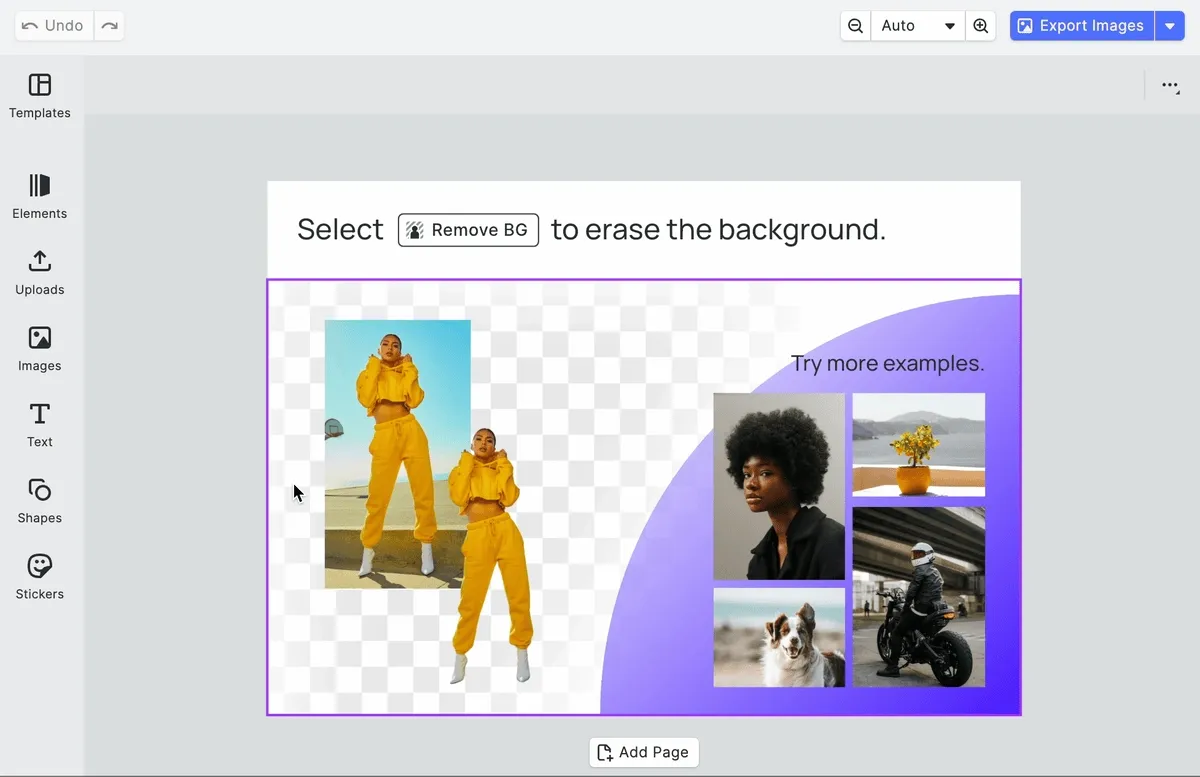 Undo
Auto
Export Images
Templates
Elements
Uploads
Images
Text
Shapes
Stickers
Select Remove BG to erase the background.
Try more examples.
Add Page